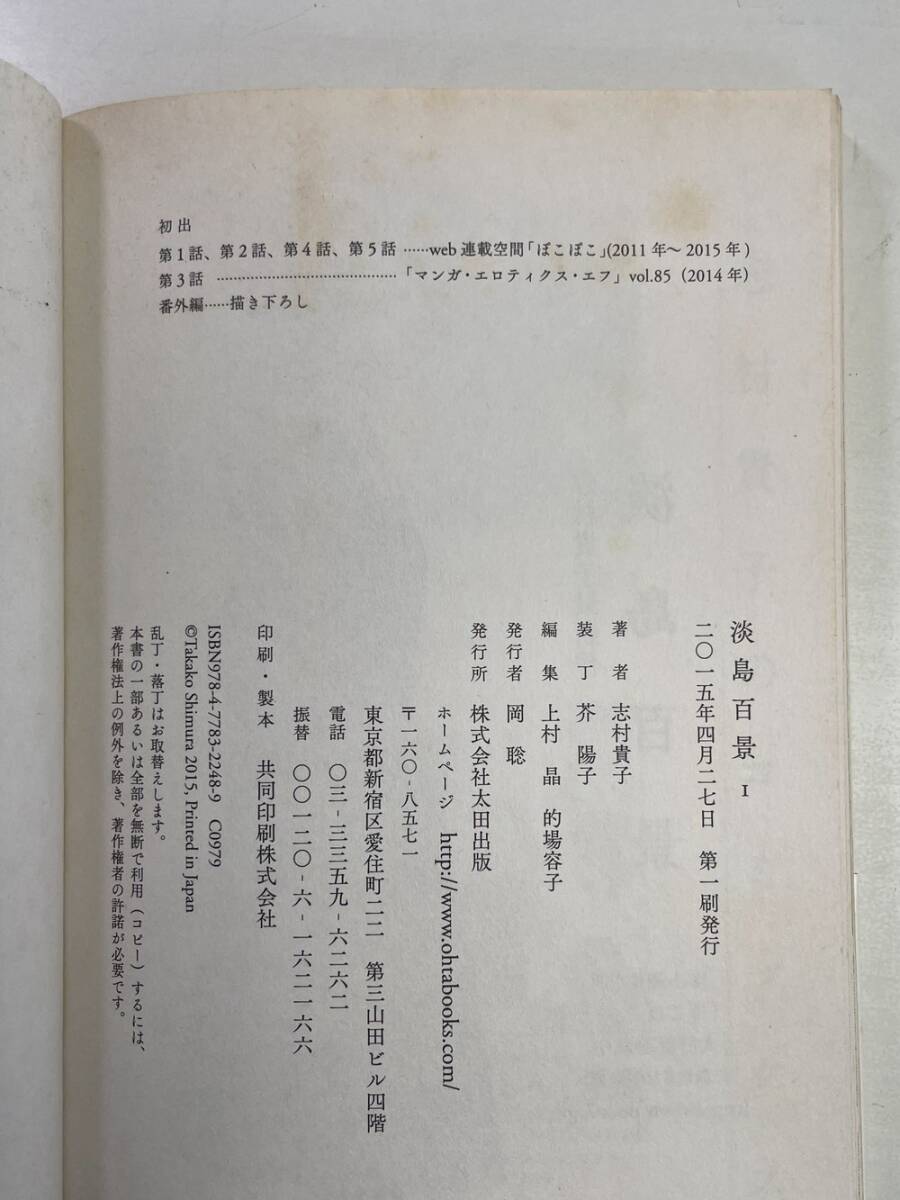 初出
第1話、第2話、第4話、第5話 ……web 連載空間「ぽこぽこ」(2011年〜2015年)
第3話 ……………………………………「マンガ・エロティクス・エフ」vol.85（2014年）
番外編……描き下ろし
淡島百景 1
二〇一五年四月二七日　第一刷発行
著者　志村貴子
装丁　芥陽子
編集　上村晶　的場容子
発行者　岡聡
発行所　株式会社太田出版
ホームページ http://www.ohtabooks.com/
〒一六〇-八五七一
東京都新宿区愛住町二二　第三山田ビル四階
電話　〇三-三三五九-六二六二
振替　〇〇一二〇-六-一六二一六六
印刷・製本　共同印刷株式会社
ISBN978-4-7783-2248-9 C0979
©Takako Shimura 2015, Printed in Japan
乱丁・落丁はお取替えします。
本書の一部あるいは全部を無断で利用（コピー）するには、
著作権法上の例外を除き、著作権者の許諾が必要です。